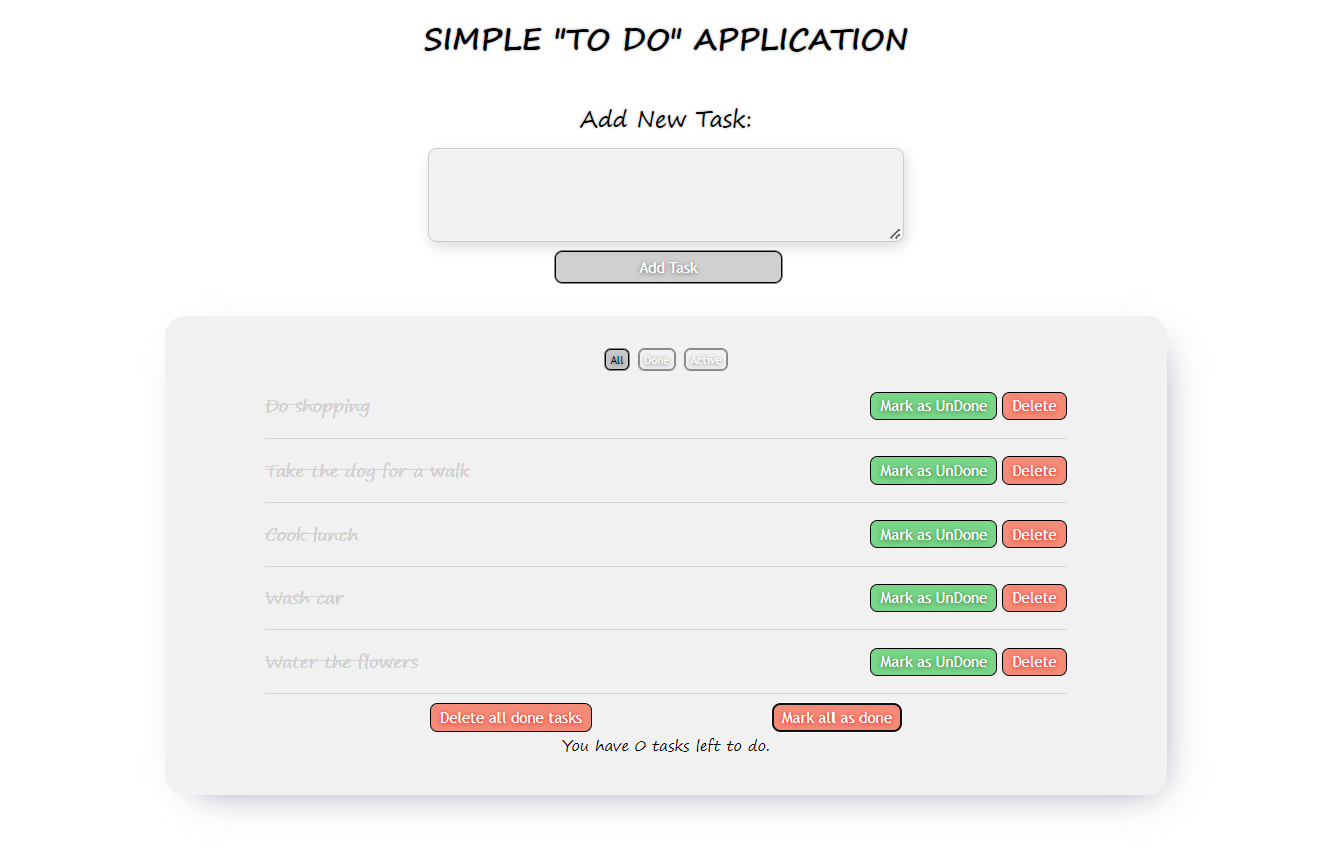 SIMPLE "TO DO" APPLICATION
Add New Task:
Add Task
All Done Active
Do shopping Mark as UnDone Delete
Take the dog for a walk Mark as UnDone Delete
Cook lunch Mark as UnDone Delete
Wash car Mark as UnDone Delete
Water the flowers Mark as UnDone Delete
Delete all done tasks Mark all as done
You have 0 tasks left to do.